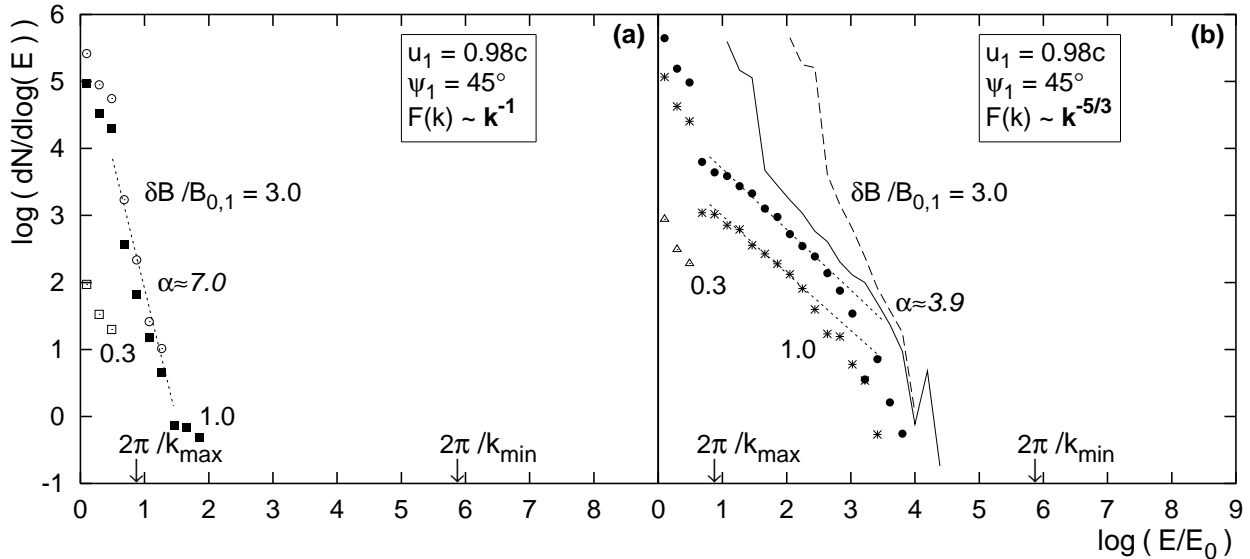 log ( dN/dlog( E ) )
6
5
4
3
2
1
0
-1
(a)
u1 = 0.98c
ψ1 = 45°
F(k) ~ k-1
δB /B0,1 = 3.0
α≈7.0
0.3
1.0
2π /kmax
2π /kmin
0 1 2 3 4 5 6 7 8
(b)
u1 = 0.98c
ψ1 = 45°
F(k) ~ k-5/3
δB /B0,1 = 3.0
0.3
α≈3.9
1.0
2π /kmax
2π /kmin
0 1 2 3 4 5 6 7 8 9
log ( E/E0 )